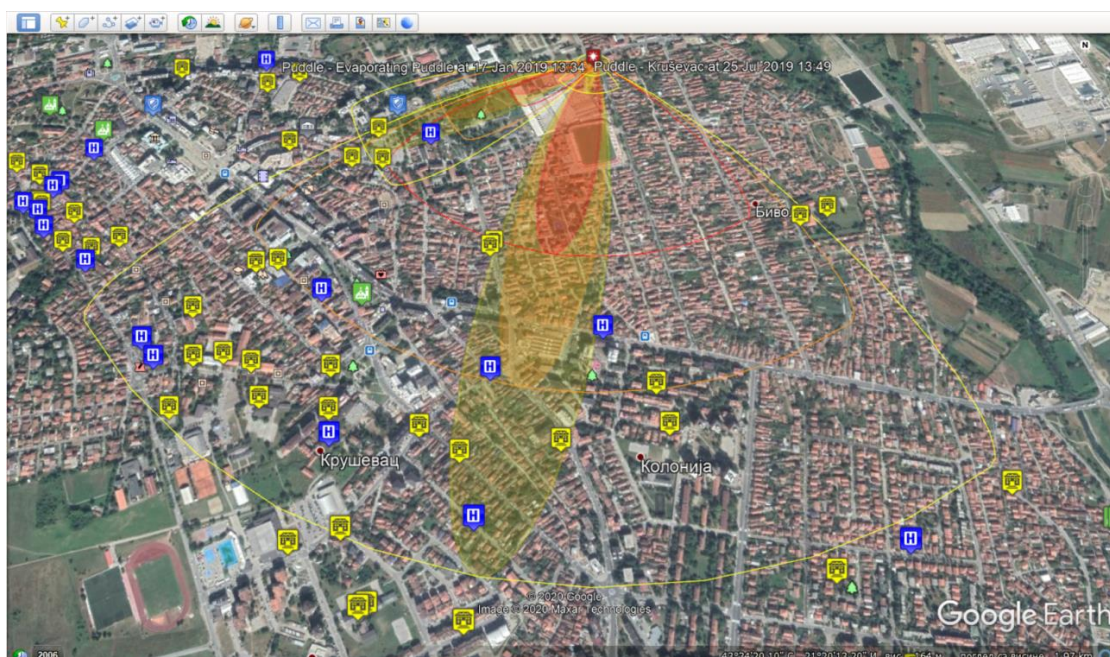 Puddle - Evaporating Puddle at 17 Jan 2019 13:34
Puddle - Kruševac at 25 Jul 2019 13:49
N
Биво
Крушевац
Колонија
© 2020 Google
Image © 2020 Maxar Technologies
Google Earth
2006